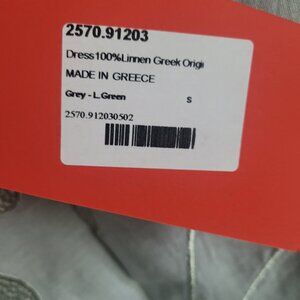 2570.91203
Dress100%Linnen Greek Origi
MADE IN GREECE
Grey - L.Green S
2570.912030502